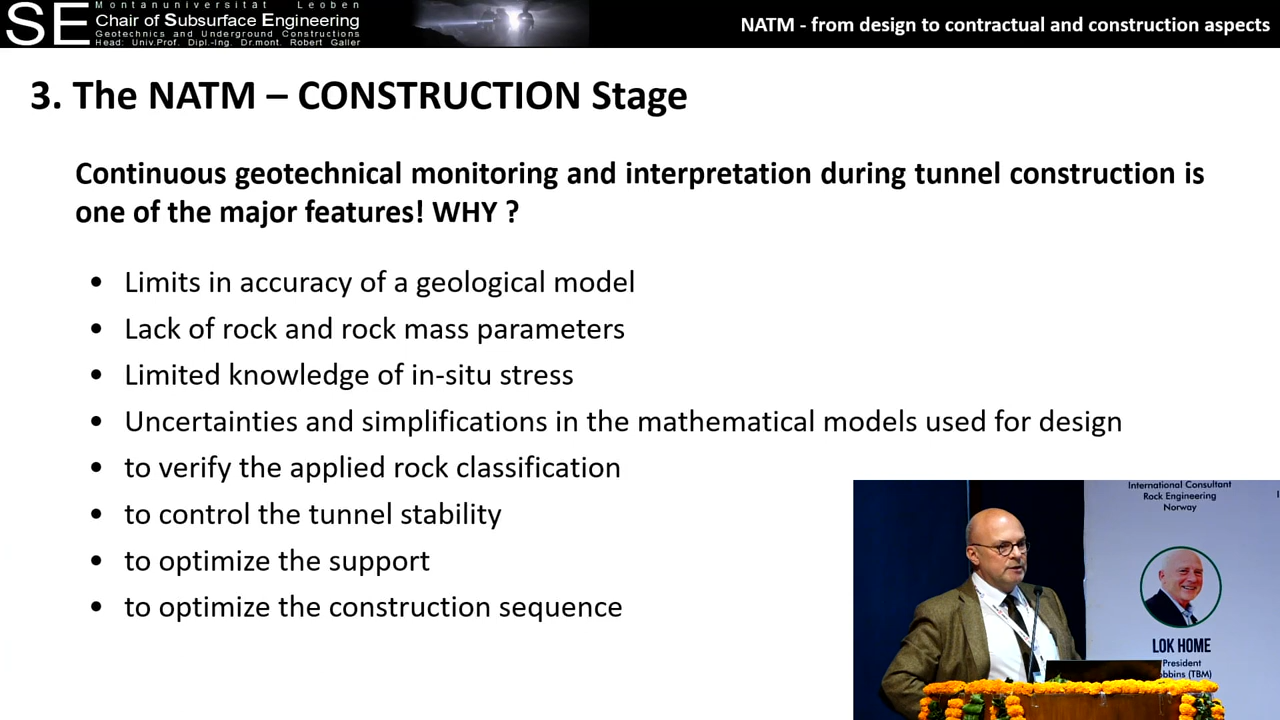 SE
Montanuniversität Leoben
Chair of Subsurface Engineering
Geotechnics and Underground Constructions
Head: Univ.Prof. Dipl.-Ing. Dr.mont. Robert Galler
NATM - from design to contractual and construction aspects
3. The NATM – CONSTRUCTION Stage
Continuous geotechnical monitoring and interpretation during tunnel construction is
one of the major features! WHY ?
• Limits in accuracy of a geological model
• Lack of rock and rock mass parameters
• Limited knowledge of in-situ stress
• Uncertainties and simplifications in the mathematical models used for design
• to verify the applied rock classification
• to control the tunnel stability
• to optimize the support
• to optimize the construction sequence
International Consultant
Rock Engineering
Norway
LOK HOME
President
(TBM)